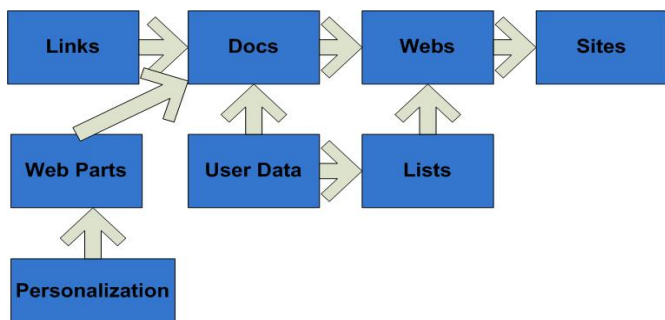 Links
Docs
Webs
Sites
Web Parts
User Data
Lists
Personalization